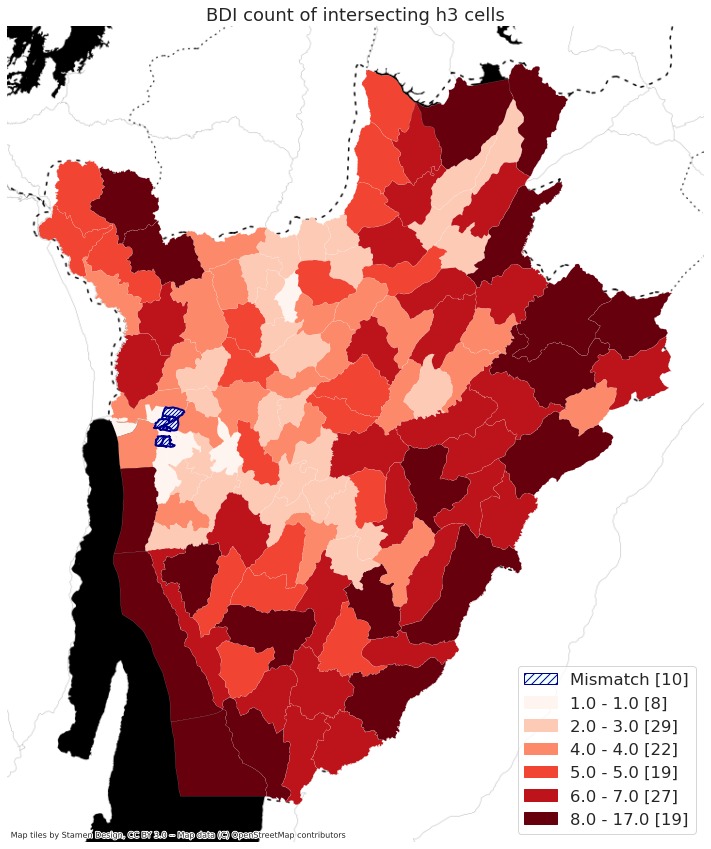 BDI count of intersecting h3 cells
Mismatch [10]
1.0 - 1.0 [8]
2.0 - 3.0 [29]
4.0 - 4.0 [22]
5.0 - 5.0 [19]
6.0 - 7.0 [27]
8.0 - 17.0 [19]
Map tiles by Stamen Design, CC BY 3.0 -- Map data (C) OpenStreetMap contributors